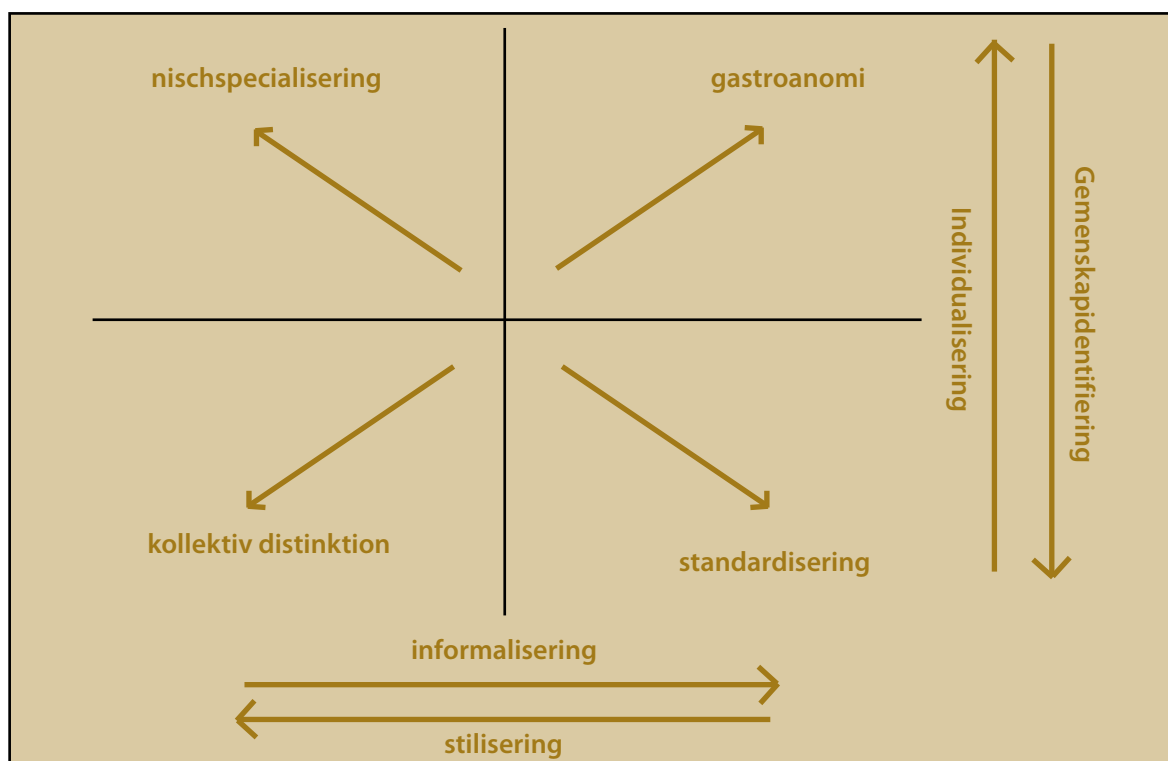 nischspecialisering
gastroanomi
Individualisering
Gemenskapidentifiering
kollektiv distinktion
standardisering
informalisering
stilisering